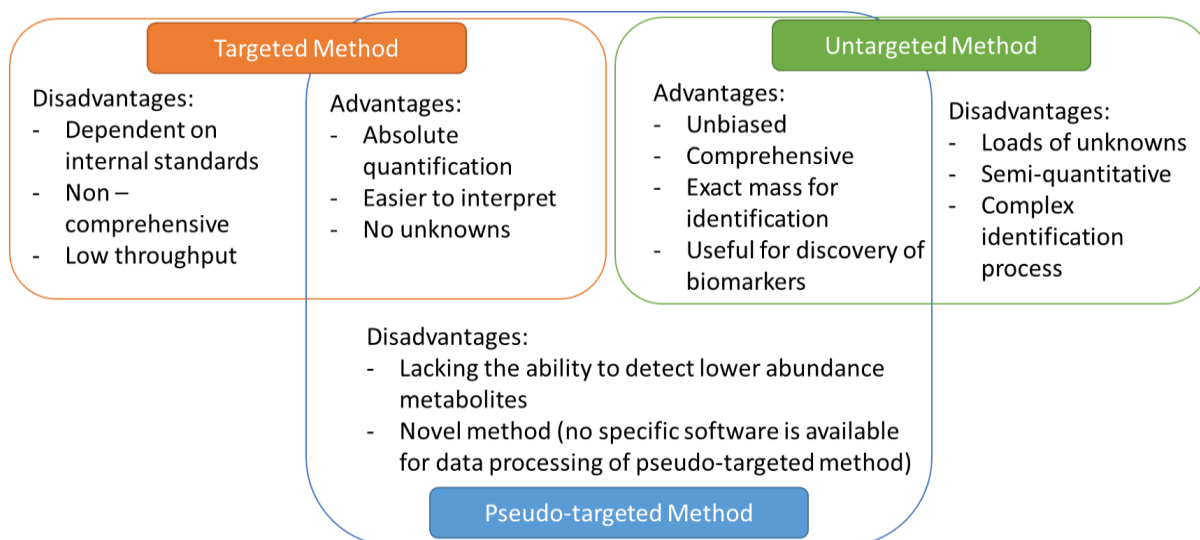 Targeted Method
Disadvantages:
- Dependent on
internal standards
- Non –
comprehensive
- Low throughput
Advantages:
- Absolute
quantification
- Easier to interpret
- No unknowns
Untargeted Method
Advantages:
- Unbiased
- Comprehensive
- Exact mass for
identification
- Useful for discovery of
biomarkers
Disadvantages:
- Loads of unknowns
- Semi-quantitative
- Complex
identification
process
Disadvantages:
- Lacking the ability to detect lower abundance
metabolites
- Novel method (no specific software is available
for data processing of pseudo-targeted method)
Pseudo-targeted Method